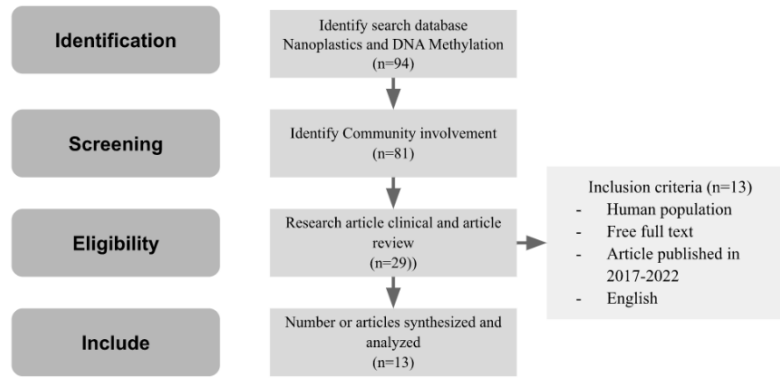 Identification
Identify search database
Nanoplastics and DNA Methylation
(n=94)
Screening
Identify Community involvement
(n=81)
Eligibility
Research article clinical and article
review
(n=29))
Inclusion criteria (n=13)
- Human population
- Free full text
- Article published in
2017-2022
- English
Include
Number or articles synthesized and
analyzed
(n=13)